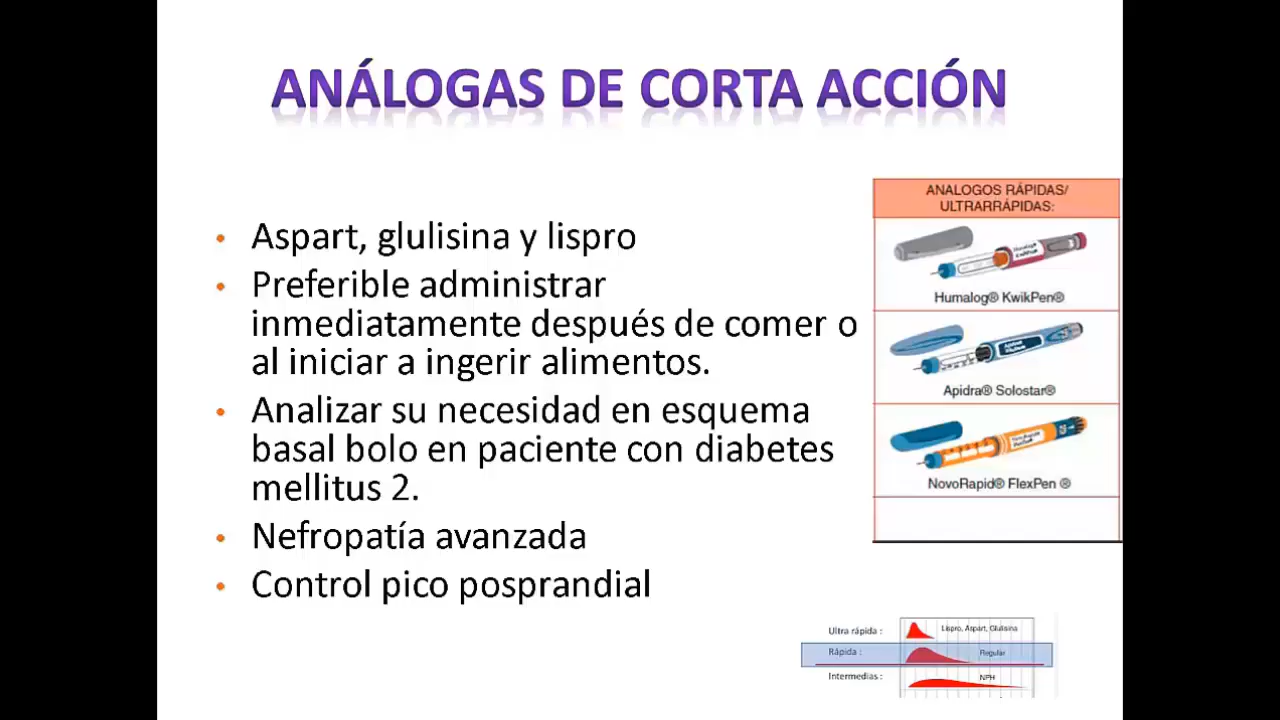 ANÁLOGAS DE CORTA ACCIÓN
• Aspart, glulisina y lispro
• Preferible administrar
inmediatamente después de comer o
al iniciar a ingerir alimentos.
• Analizar su necesidad en esquema
basal bolo en paciente con diabetes
mellitus 2.
• Nefropatía avanzada
• Control pico posprandial
ANALOGOS RÁPIDAS/
ULTRARRÁPIDAS:
Humalog® KwikPen®
Apidra® Solostar®
NovoRapid® FlexPen ®
Ultra rápida : Lispro, Aspart, Glulisina
Rápida : Regular
Intermedias : NPH